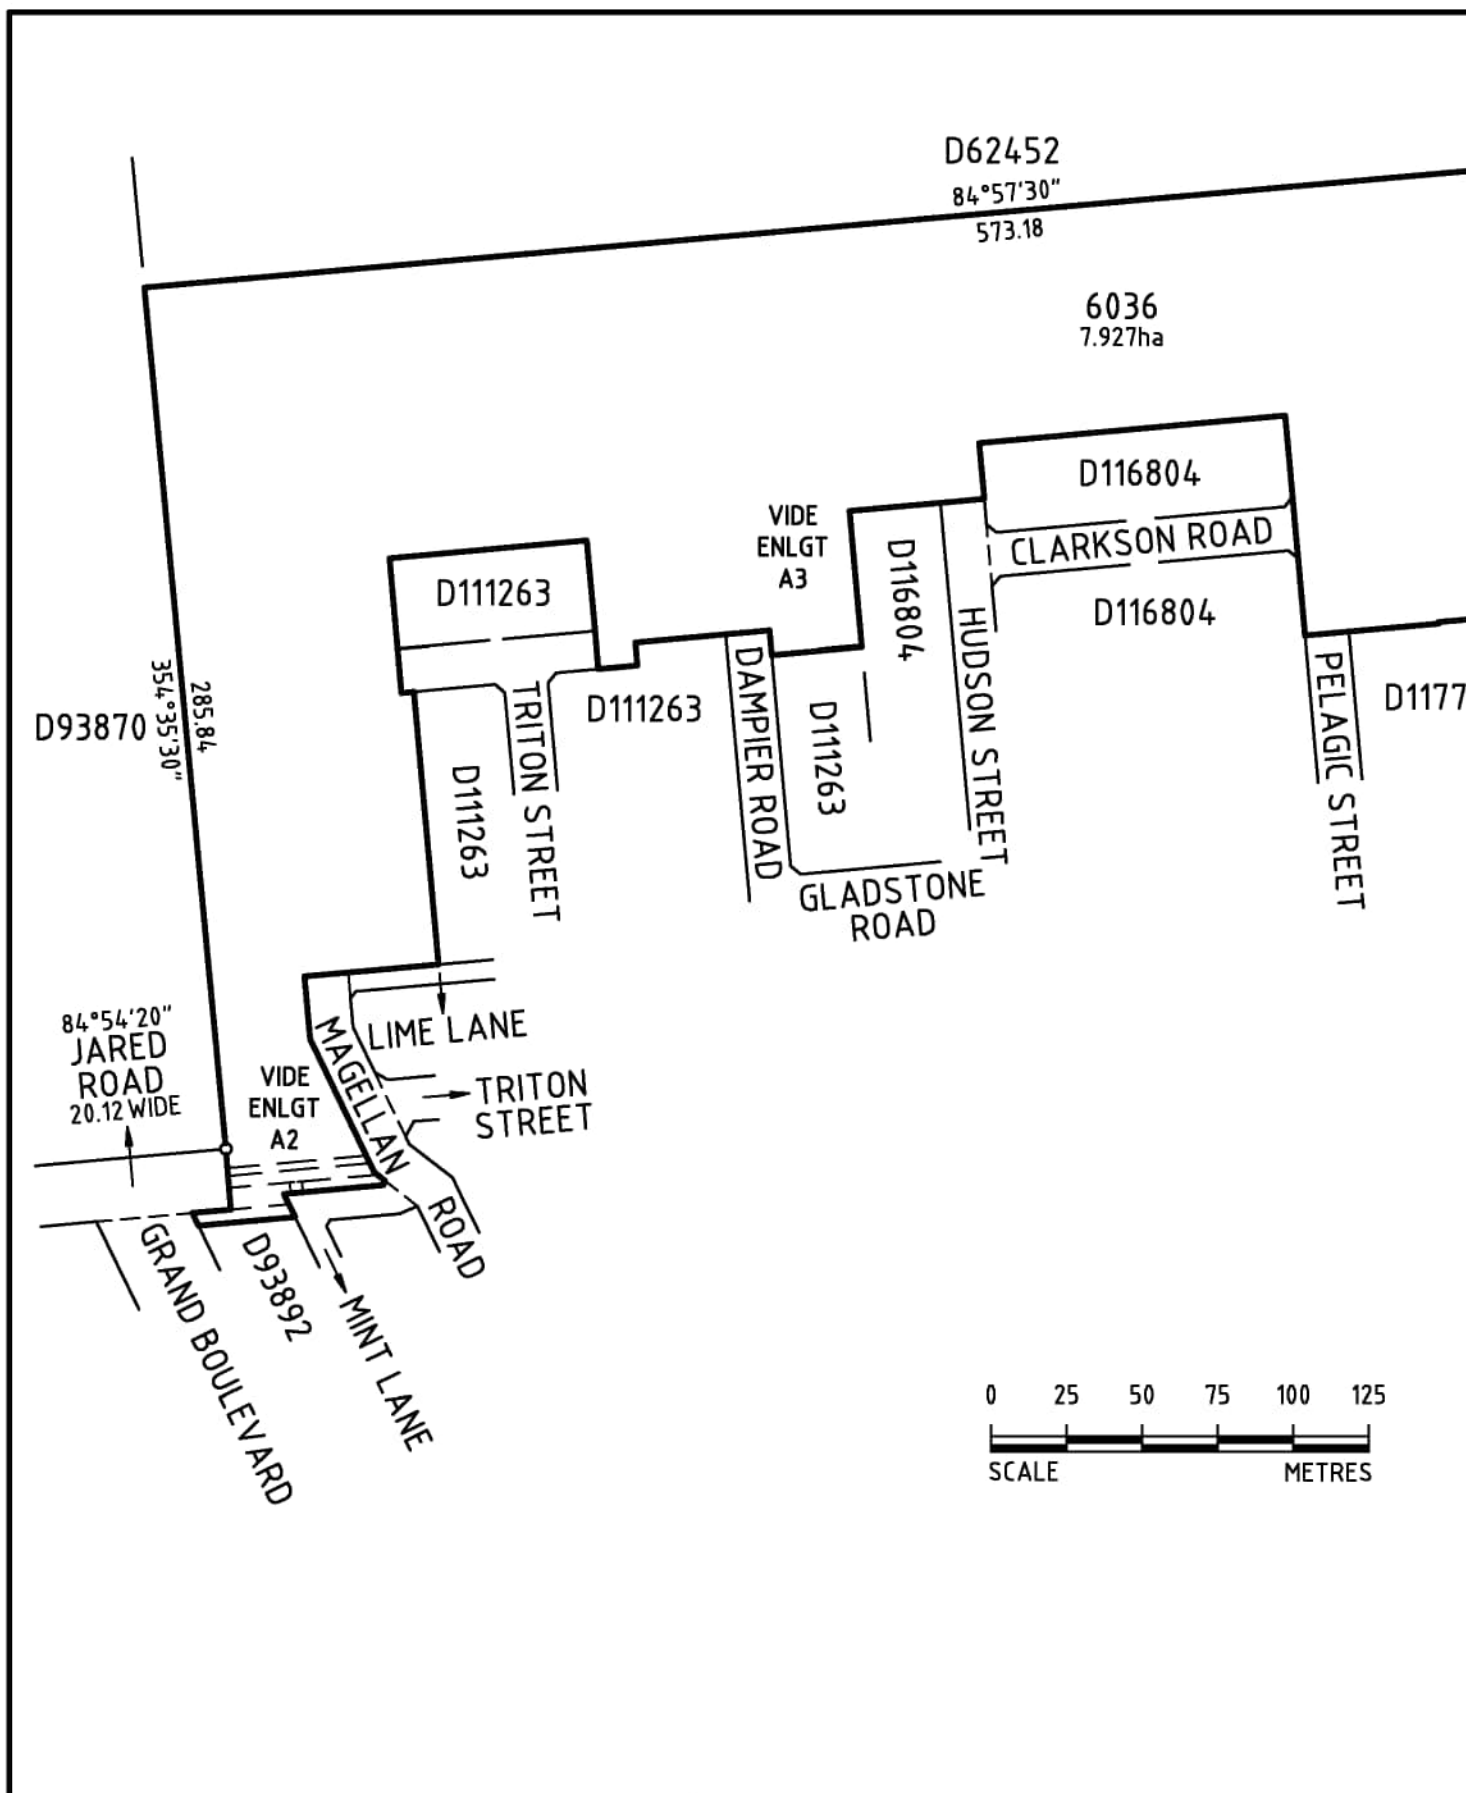 D62452
84°57'30"
573.18
6036
7.927ha
D116804
VIDE
ENLGT
A3
CLARKSON ROAD
D111263
D116804
D116804
HUDSON STREET
D93870
354°35'30"
285.84
D111263
DAMPIER ROAD
D111263
PELAGIC STREET
D1177
D111263
TRITON STREET
GLADSTONE
ROAD
84°54'20"
JARED
ROAD
20.12 WIDE
VIDE
ENLGT
A2
MAGELLAN
ROAD
LIME LANE
TRITON
STREET
GRAND BOULEVARD
D93892
MINT LANE
0 25 50 75 100 125
SCALE METRES